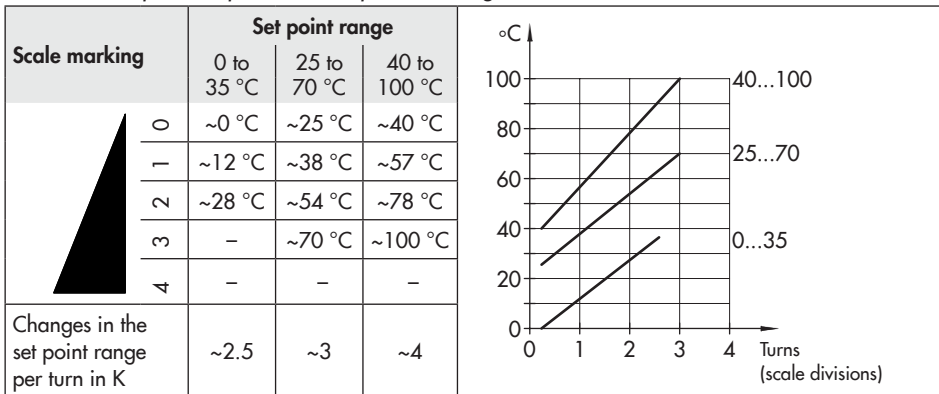 Scale marking
Set point range
0 to 35 °C
25 to 70 °C
40 to 100 °C
0 ~0 °C ~25 °C ~40 °C
1 ~12 °C ~38 °C ~57 °C
2 ~28 °C ~54 °C ~78 °C
3 – ~70 °C ~100 °C
4 – – –
Changes in the
set point range
per turn in K
~2.5 ~3 ~4
°C
100
80
60
40
20
0
40...100
25...70
0...35
0 1 2 3 4 Turns
(scale divisions)